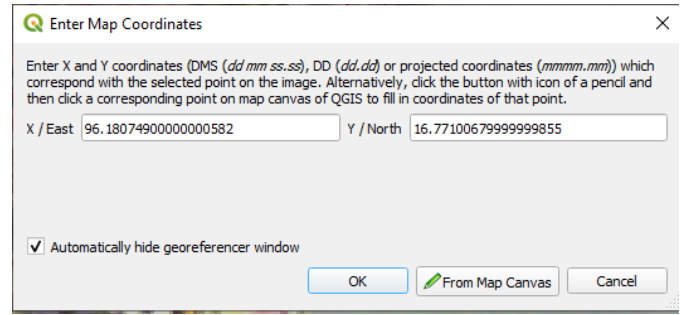 Enter Map Coordinates
Enter X and Y coordinates (DMS (dd mm ss.ss), DD (dd.dd) or projected coordinates (mmmm.mm)) which
correspond with the selected point on the image. Alternatively, click the button with icon of a pencil and
then click a corresponding point on map canvas of QGIS to fill in coordinates of that point.
X / East 96.18074900000000582 Y / North 16.77100679999999855
Automatically hide georeferencer window
OK From Map Canvas Cancel